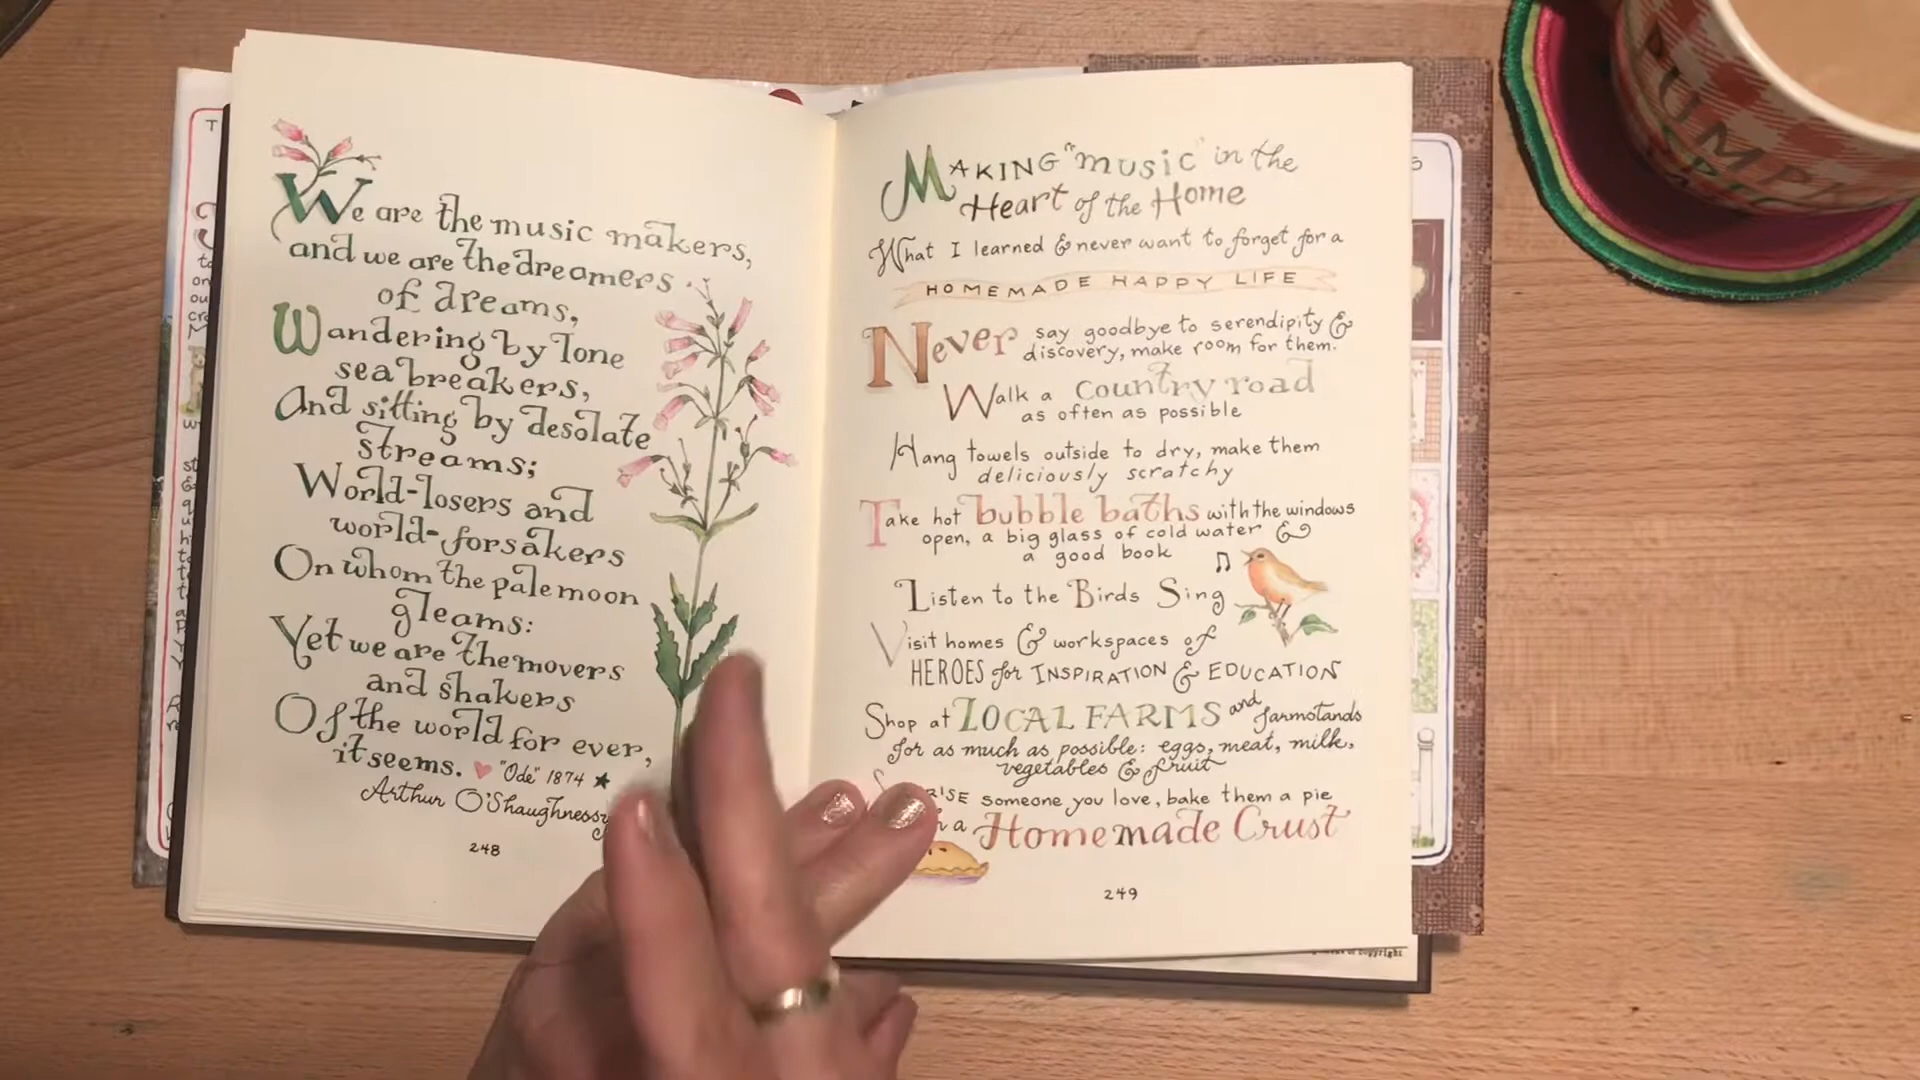 We are the music makers,
and we are the dreamers
of dreams,
Wandering by lone
sea breakers,
And sitting by desolate
streams;
World-losers and
world-forsakers
On whom the pale moon
gleams:
Yet we are the movers
and shakers
Of the world for ever,
it seems. "Ode" 1874
Arthur O'Shaughnessy
248
MAKING "music" in the
Heart of the Home
What I learned & never want to forget for a
HOMEMADE HAPPY LIFE
Never say goodbye to serendipity &
discovery, make room for them.
Walk a country road
as often as possible
Hang towels outside to dry, make them
deliciously scratchy
Take hot bubble baths with the windows
open, a big glass of cold water &
a good book
Listen to the Birds Sing
Visit homes & workspaces of
HEROES for INSPIRATION & EDUCATION
Shop at LOCAL FARMS and farmstands
for as much as possible: eggs, meat, milk,
vegetables & fruit
someone you love, bake them a pie
a Homemade Crust
249
PUMP